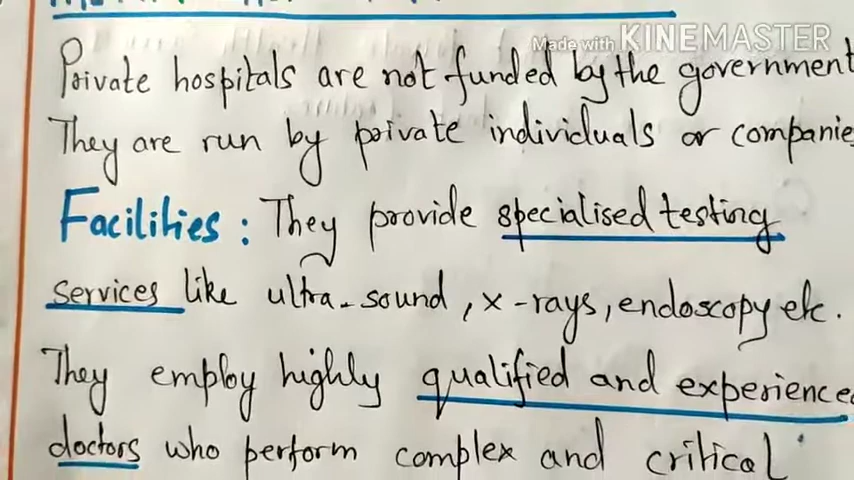 Made with KINEMASTER
Private hospitals are not funded by the government
They are run by private individuals or companie
Facilities: They provide specialised testing
services like ultra-sound, x-rays, endoscopy etc.
They employ highly qualified and experience
doctors who perform complex and critical